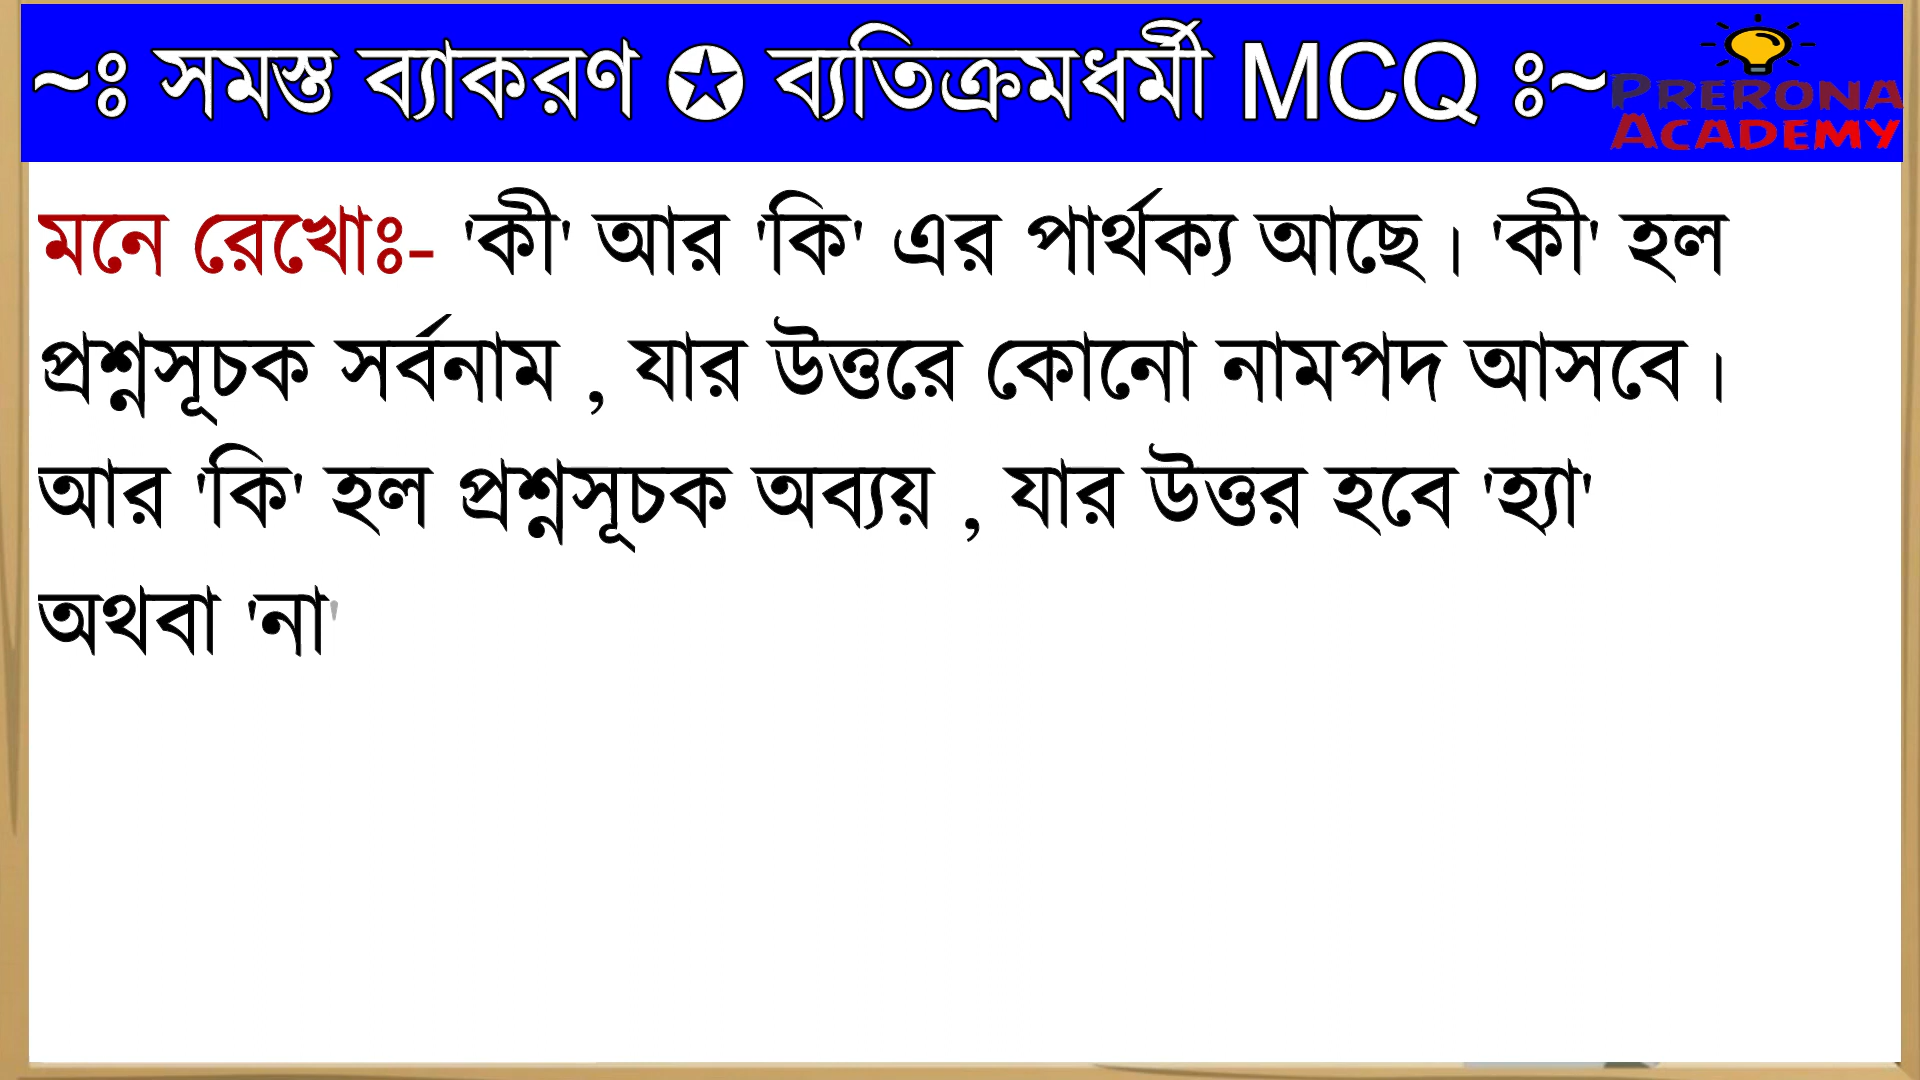 ~ঃ সমস্ত ব্যাকরণ ✪ ব্যতিক্রমধর্মী MCQ ঃ~
PRERONA
ACADEMY
মনে রেখোঃ- 'কী' আর 'কি' এর পার্থক্য আছে। 'কী' হল
প্রশ্নসূচক সর্বনাম , যার উত্তরে কোনো নামপদ আসবে।
আর 'কি' হল প্রশ্নসূচক অব্যয় , যার উত্তর হবে 'হ্যা'
অথবা 'না'